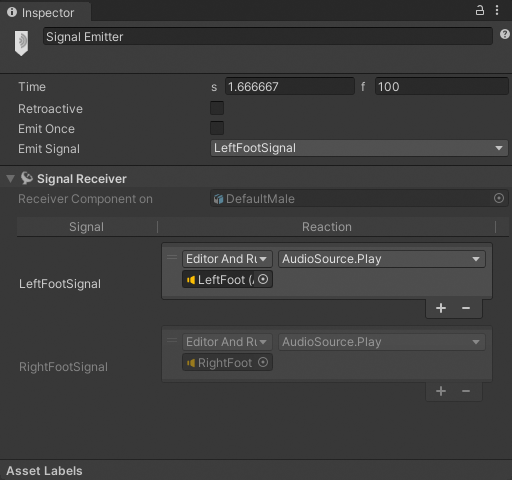 Inspector
Signal Emitter
Time s 1.666667 f 100
Retroactive
Emit Once
Emit Signal LeftFootSignal
Signal Receiver
Receiver Component on DefaultMale
Signal Reaction
Editor And Ru AudioSource.Play
LeftFootSignal
LeftFoot (
Editor And Ru AudioSource.Play
RightFootSignal
RightFoot
Asset Labels